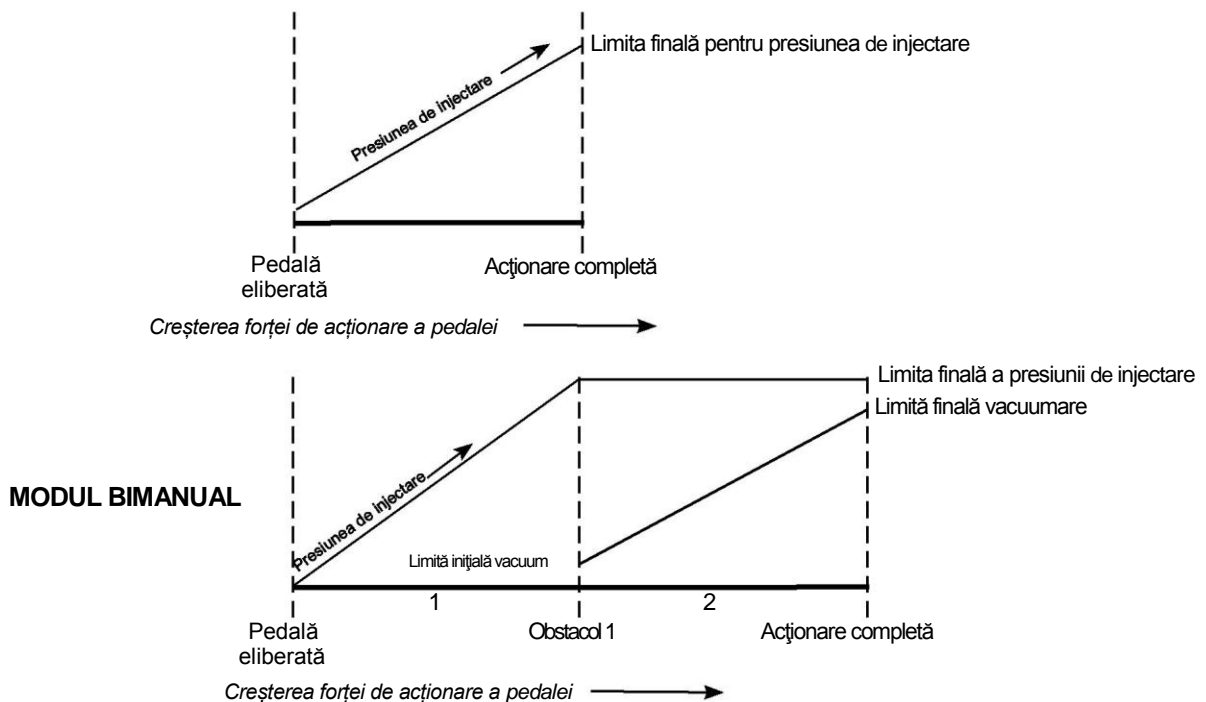 Limita finală pentru presiunea de injectare
Presiunea de injectare
Pedală
eliberată
Acţionare completă
Creșterea forței de acționare a pedalei
Limita finală a presiunii de injectare
Limită finală vacuumare
MODUL BIMANUAL
Presiunea de injectare
Limită iniţială vacuum
1
2
Pedală
eliberată
Obstacol 1
Acţionare completă
Creșterea forței de acționare a pedalei